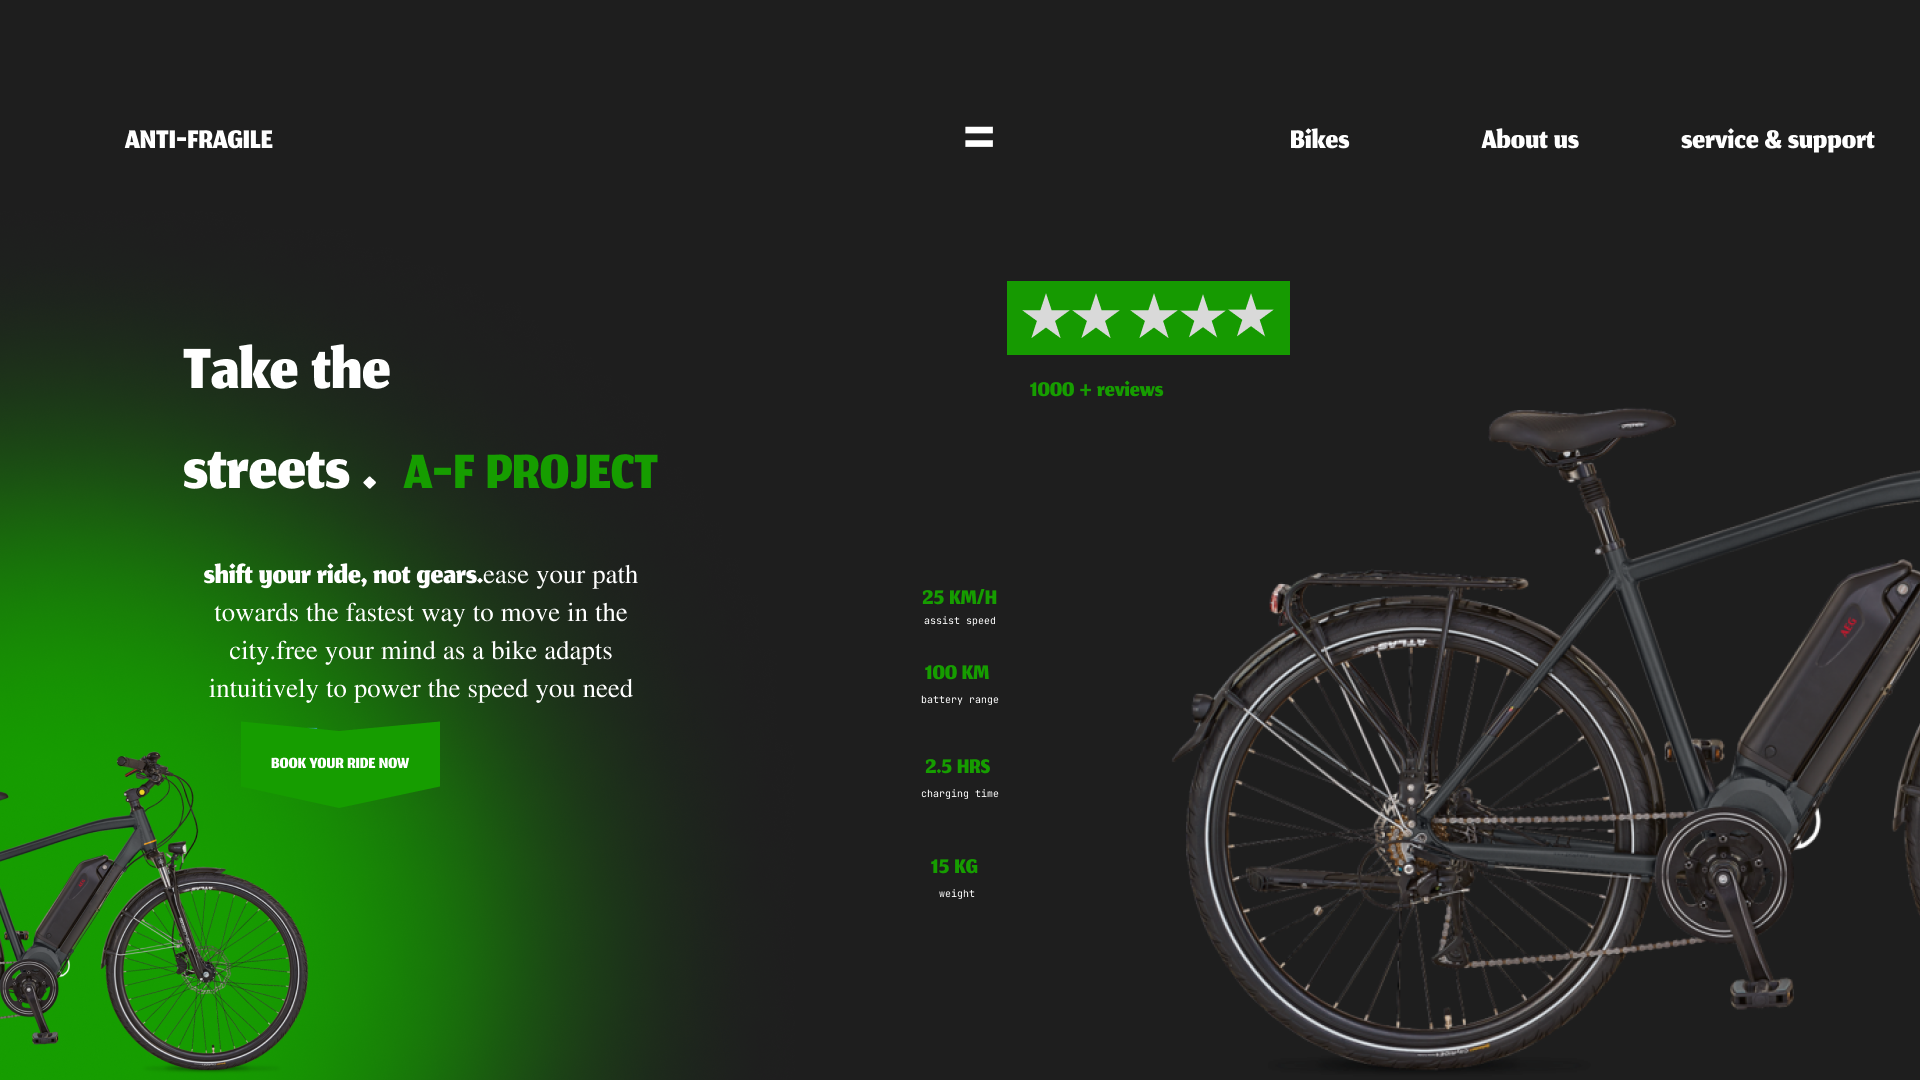 ANTI-FRAGILE
Bikes
About us
service & support
1000 + reviews
Take the
streets . A-F PROJECT
shift your ride, not gears.ease your path
towards the fastest way to move in the
city.free your mind as a bike adapts
intuitively to power the speed you need
BOOK YOUR RIDE NOW
25 KM/H
assist speed
100 KM
battery range
2.5 HRS
charging time
15 KG
weight
ATLAS